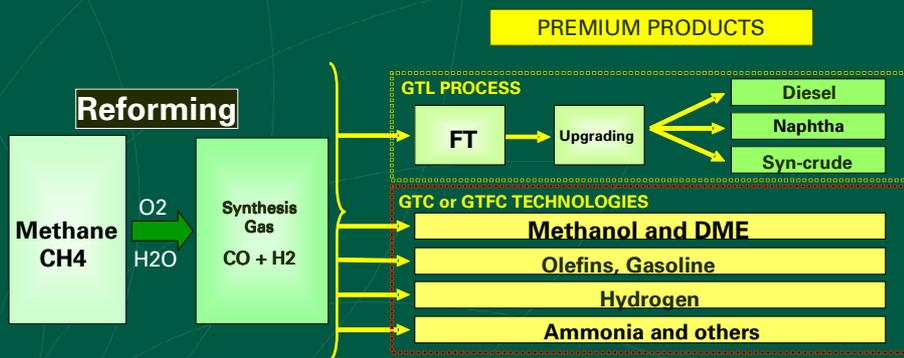 PREMIUM PRODUCTS
Reforming
Methane
CH4
O2
H2O
Synthesis
Gas
CO + H2
GTL PROCESS
FT
Upgrading
Diesel
Naphtha
Syn-crude
GTC or GTFC TECHNOLOGIES
Methanol and DME
Olefins, Gasoline
Hydrogen
Ammonia and others